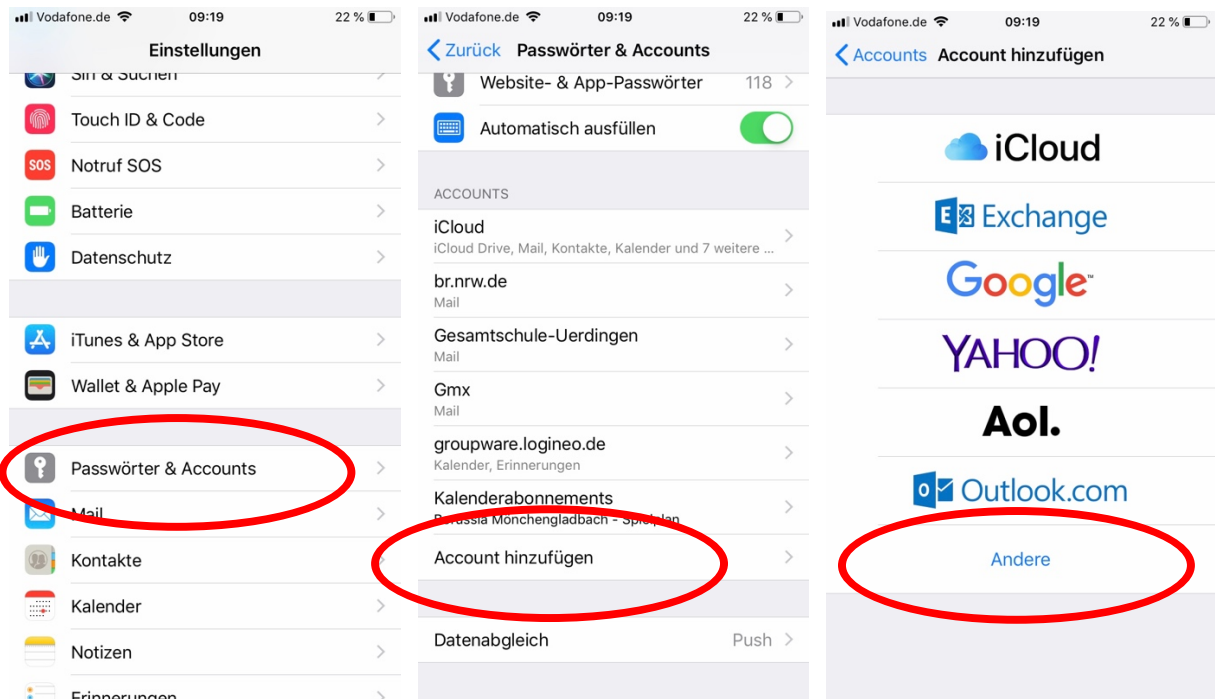 Vodafone.de 09:19 22 %
Einstellungen
Siri & Suchen
Touch ID & Code
SOS Notruf SOS
Batterie
Datenschutz
iTunes & App Store
Wallet & Apple Pay
Passwörter & Accounts
Mail
Kontakte
Kalender
Notizen
Erinnerungen
Vodafone.de 09:19 22 %
Zurück Passwörter & Accounts
Website- & App-Passwörter 118
Automatisch ausfüllen
ACCOUNTS
iCloud
iCloud Drive, Mail, Kontakte, Kalender und 7 weitere ...
br.nrw.de
Mail
Gesamtschule-Uerdingen
Mail
Gmx
Mail
groupware.logineo.de
Kalender, Erinnerungen
Kalenderabonnements
Borussia Mönchengladbach - Spielplan
Account hinzufügen
Datenabgleich Push
Vodafone.de 09:19 22 %
Accounts Account hinzufügen
iCloud
E Exchange
Google™
YAHOO!
Aol.
o Outlook.com
Andere